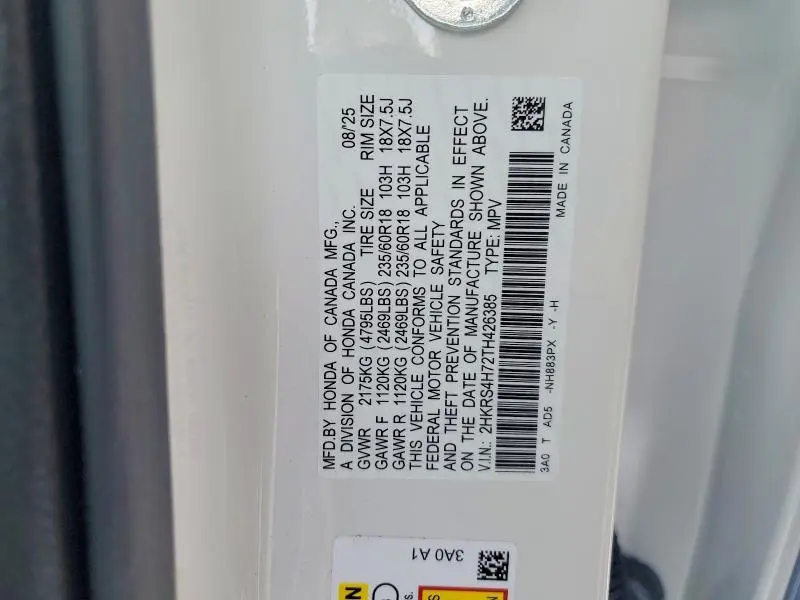 MFD.BY HONDA OF CANADA MFG.,
A DIVISION OF HONDA CANADA INC. 08/'25
GVWR 2175KG (4795LBS) TIRE SIZE RIM SIZE
GAWR F 1120KG (2469LBS) 235/60R18 103H 18X7.5J
GAWR R 1120KG (2469LBS) 235/60R18 103H 18X7.5J
THIS VEHICLE CONFORMS TO ALL APPLICABLE
FEDERAL MOTOR VEHICLE SAFETY
AND THEFT PREVENTION STANDARDS IN EFFECT
ON THE DATE OF MANUFACTURE SHOWN ABOVE.
V.I.N.: 2HKRS4H72TH426385 TYPE: MPV
3A0 T AD5 -NH883PX -Y -H
MADE IN CANADA
3A0 A1